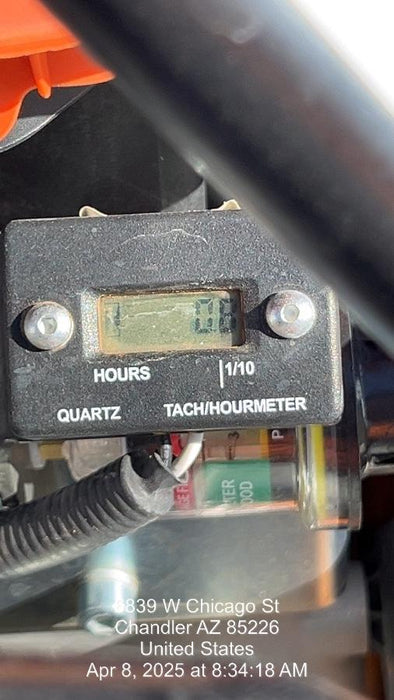 HOURS 1/10
QUARTZ TACH/HOURMETER
6839 W Chicago St
Chandler AZ 85226
United States
Apr 8, 2025 at 8:34:18 AM